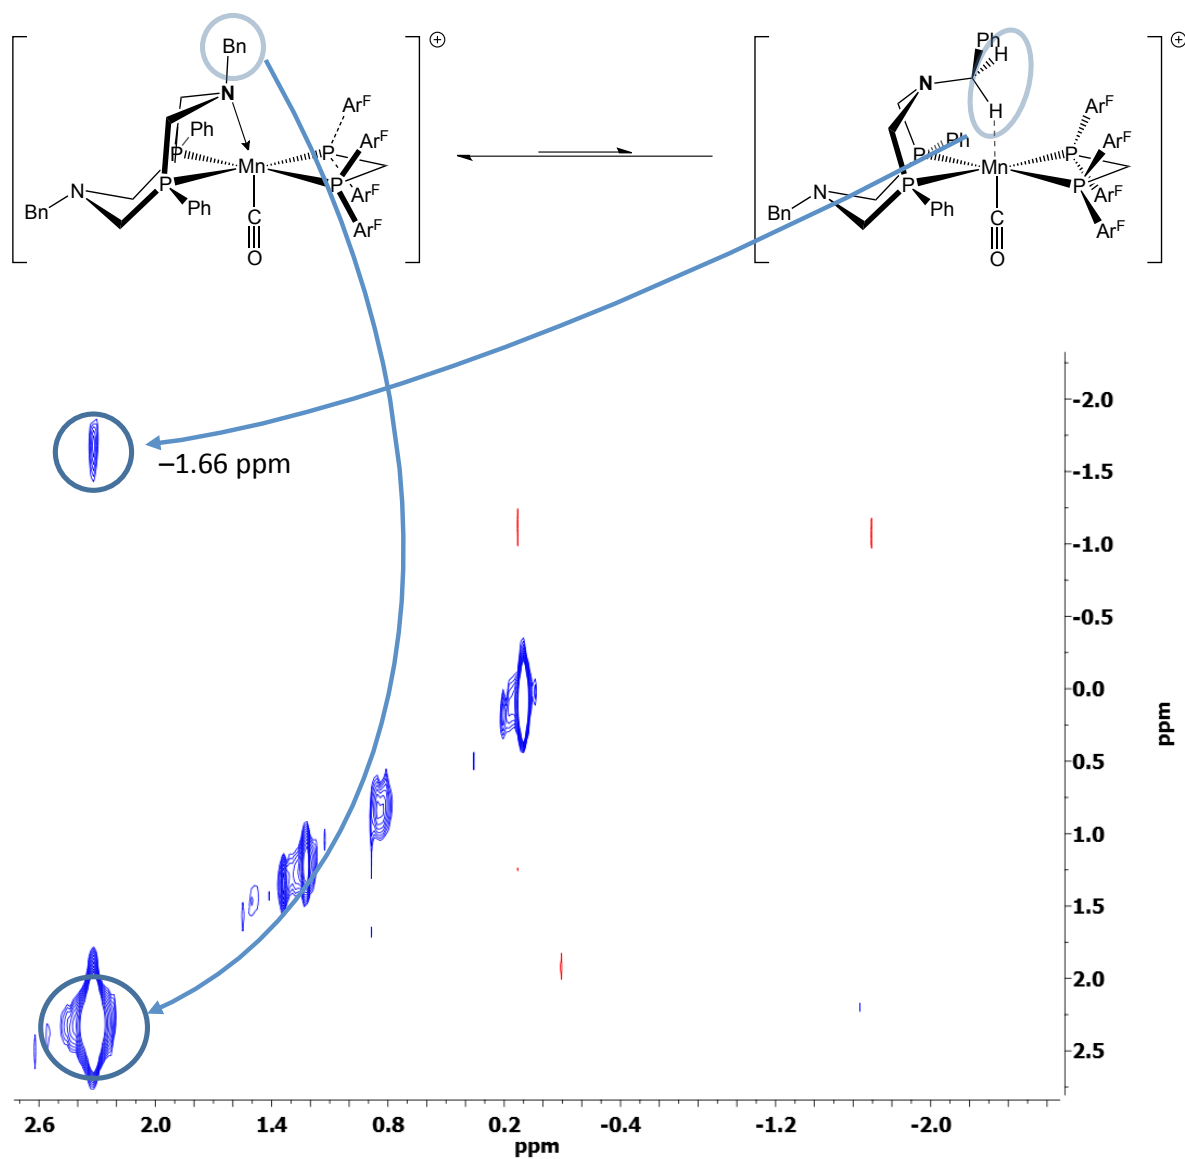 Bn
N
Ph
P
Mn
P
Ar^F
Ar^F
P
P
Ar^F
Ar^F
N
Bn
Ph
C
O
⊕
Ph
H
N
H
Ph
P
Mn
P
Ar^F
Ar^F
P
P
Ar^F
Ar^F
N
Bn
Ph
C
O
⊕
–1.66 ppm
-2.0
-1.5
-1.0
-0.5
0.0
0.5
1.0
1.5
2.0
2.5
ppm
2.6 2.0 1.4 0.8 0.2 -0.4 -1.2 -2.0
ppm